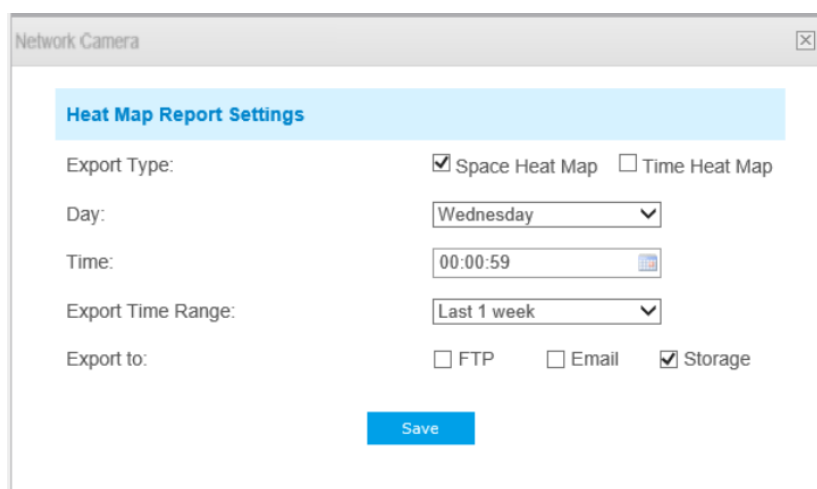 Network Camera
Heat Map Report Settings
Export Type: Space Heat Map Time Heat Map
Day: Wednesday
Time: 00:00:59
Export Time Range: Last 1 week
Export to: FTP Email Storage
Save